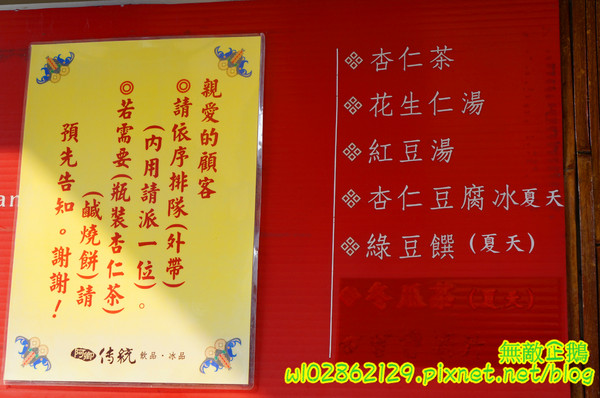 親愛的顧客
◎請依序排隊(外帶)
(內用請派一位)。
◎若需要(瓶裝杏仁茶)
(鹹燒餅)請
預先告知。謝謝!
傳統 飲品·冰品
杏仁茶
花生仁湯
紅豆湯
杏仁豆腐冰夏天
綠豆饌(夏天)
無敵企鵝
wl02862129.pixnet.net/blog